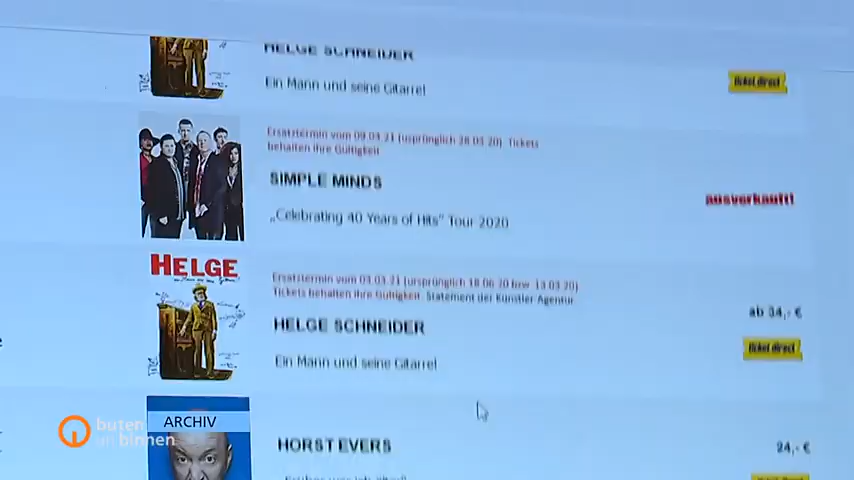 HELGE SCHNEIDER
Ein Mann und seine Gitarre!
ticket direct
Ersatztermin vom 09.03.21 (ursprünglich 28.03.20). Tickets
behalten ihre Gültigkeit
SIMPLE MINDS
„Celebrating 40 Years of Hits" Tour 2020
ausverkauft!
HELGE
Ersatztermin vom 03.03.21 (ursprünglich 18.06.20 bzw. 13.03.20)
Tickets behalten ihre Gültigkeit. Statement der Künstler Agentur
ab 34,- €
HELGE SCHNEIDER
ticket direct
Ein Mann und seine Gitarre!
ARCHIV
buten
un binnen
HORST EVERS
24,- €